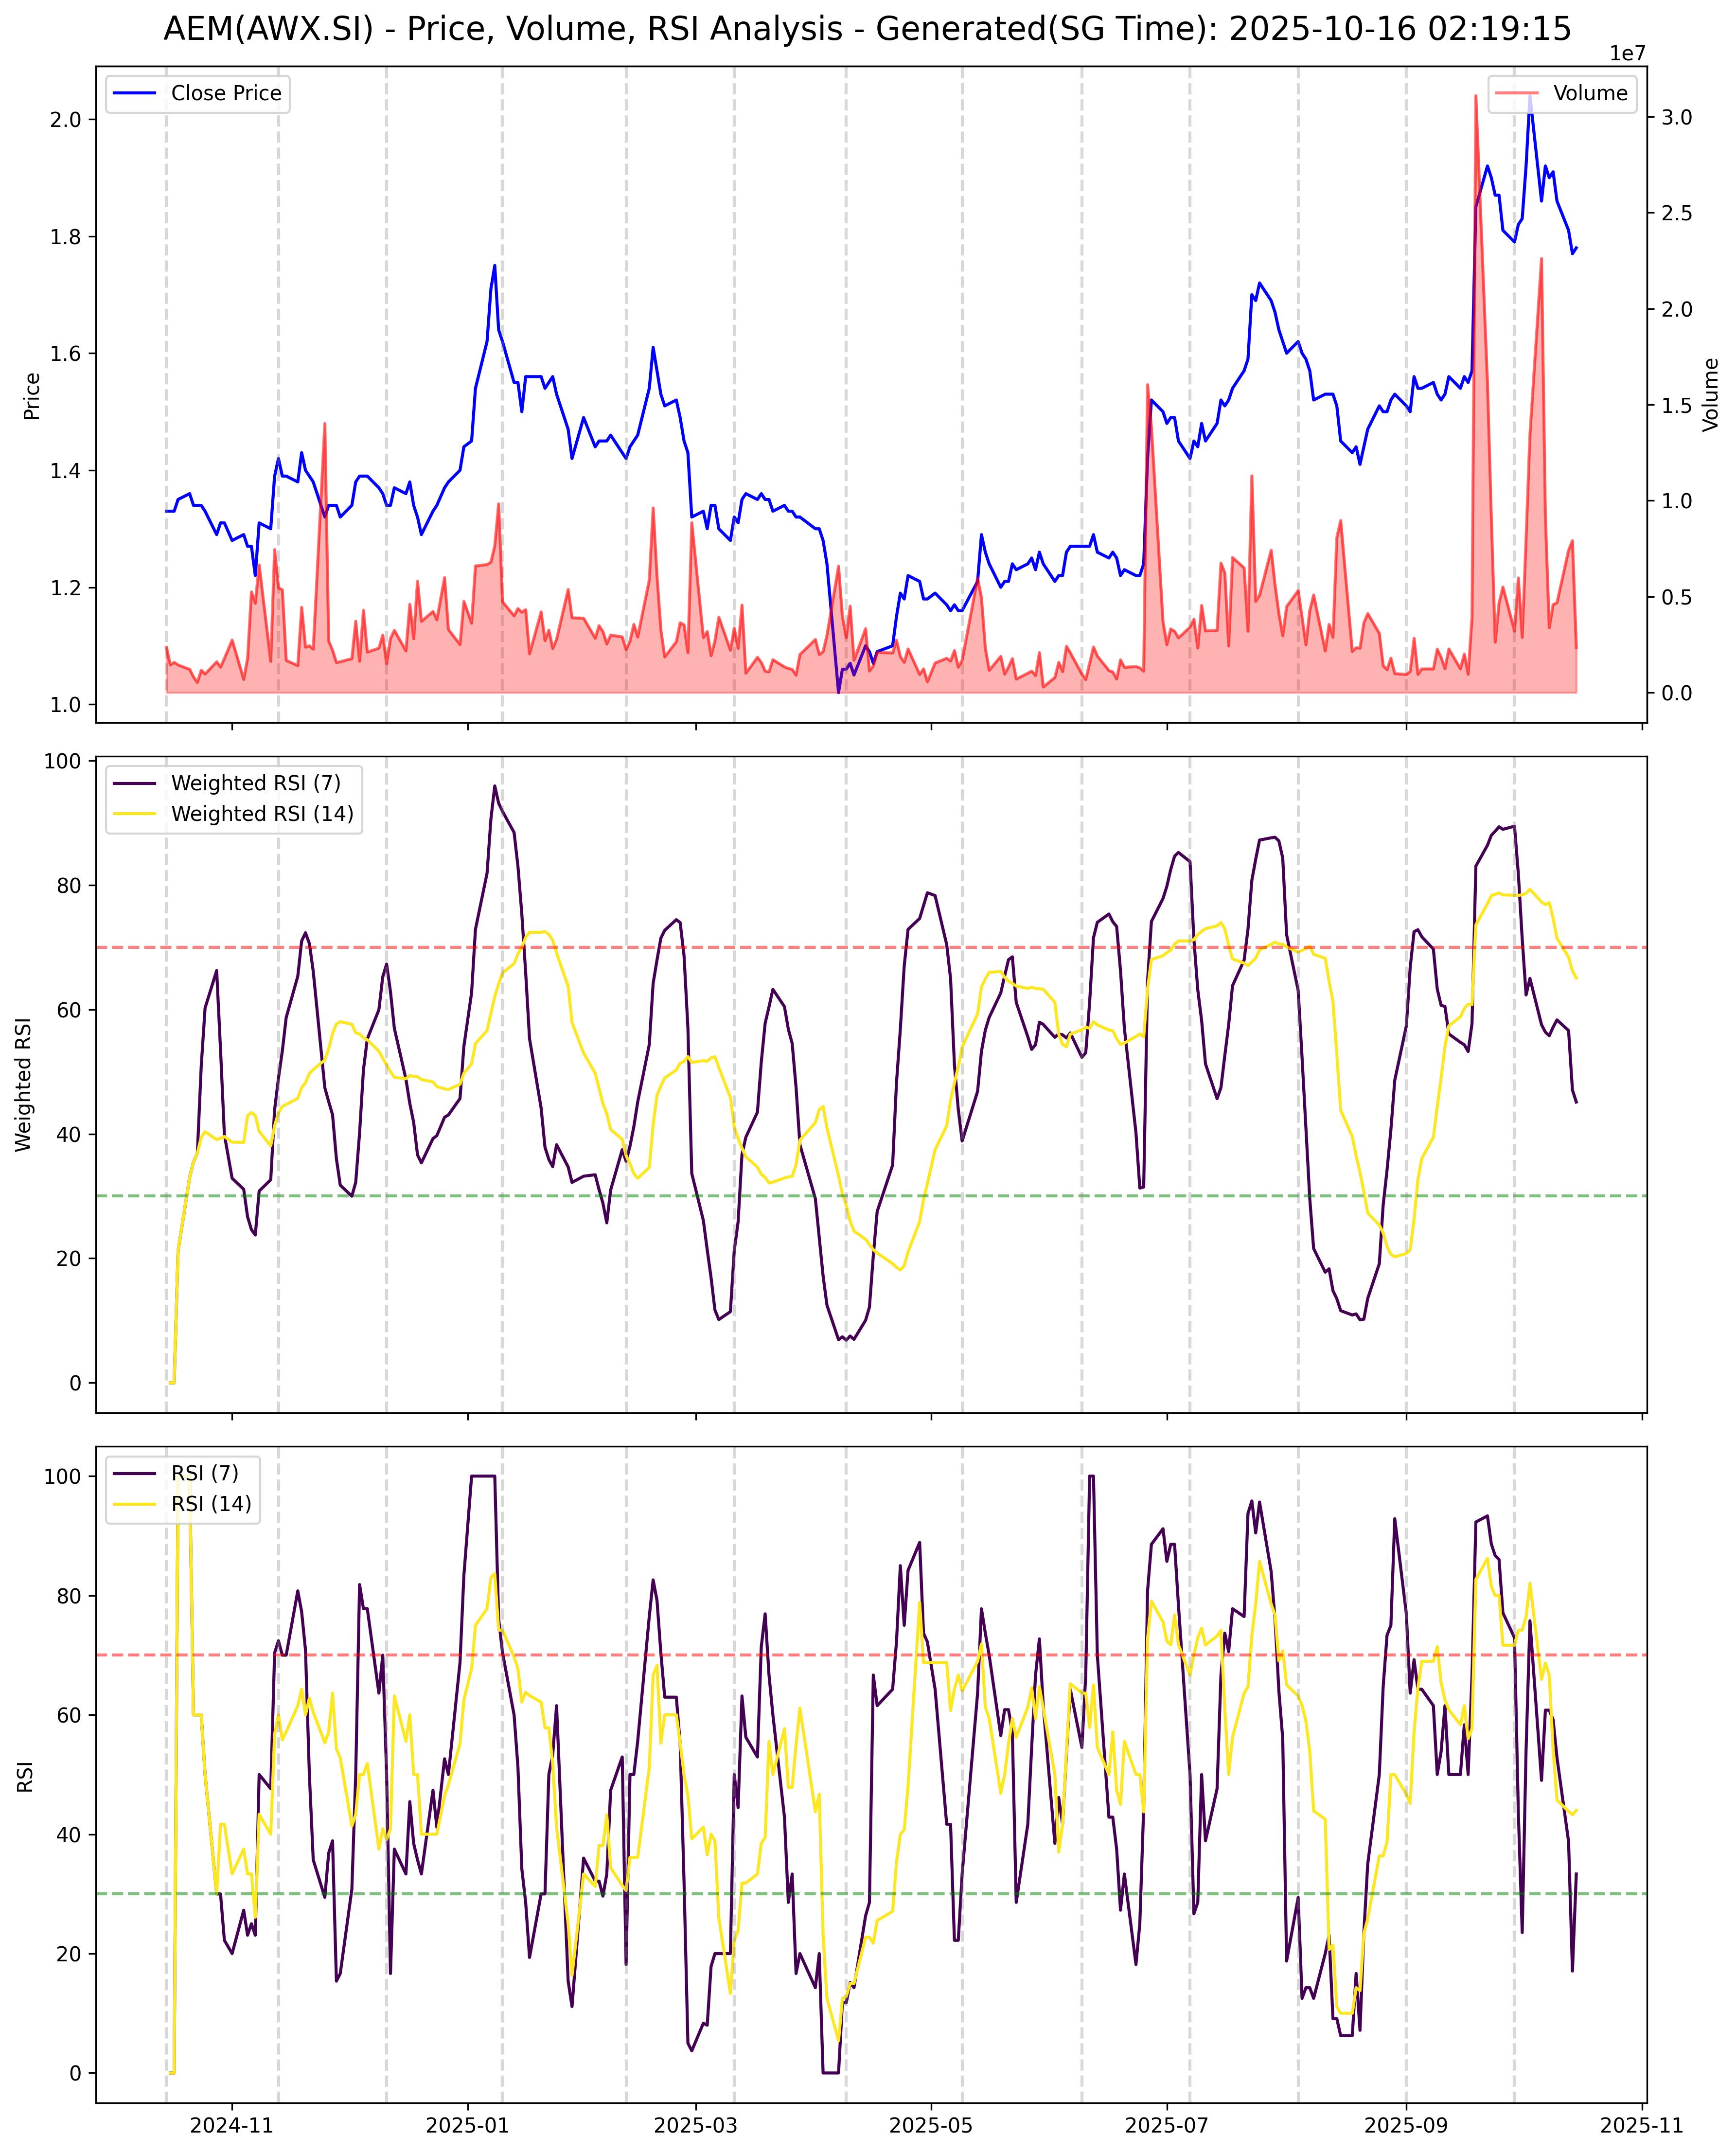 AEM(AWX.SI) - Price, Volume, RSI Analysis - Generated(SG Time): 2025-10-16 02:19:15
1e7
Close Price
Volume
2.0
1.8
1.6
1.4
1.2
1.0
Price
3.0
2.5
2.0
1.5
1.0
0.5
0.0
Volume
Weighted RSI (7)
Weighted RSI (14)
100
80
60
40
20
0
Weighted RSI
RSI (7)
RSI (14)
100
80
60
40
20
0
RSI
2024-11
2025-01
2025-03
2025-05
2025-07
2025-09
2025-11